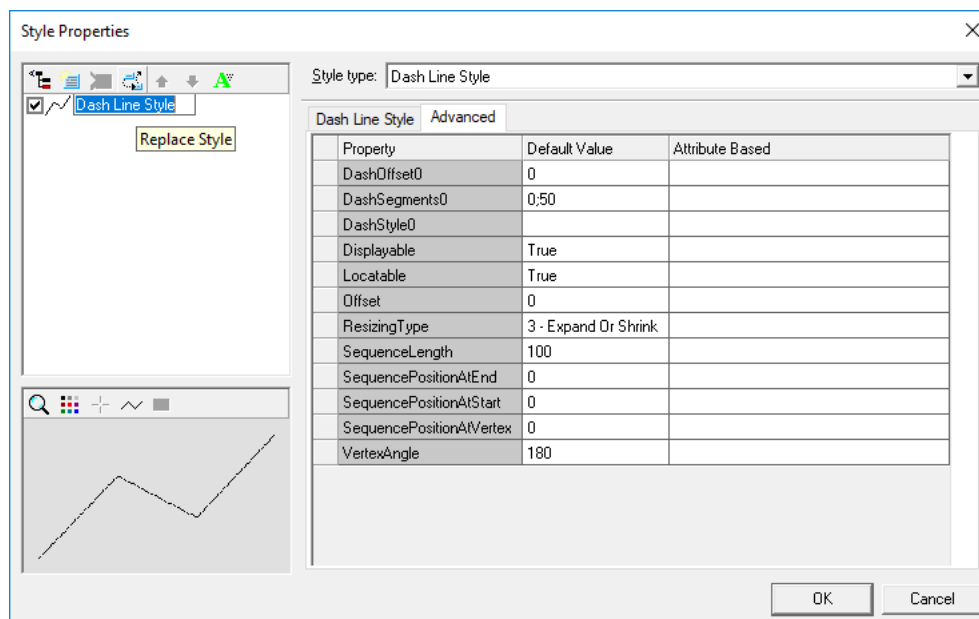 Style Properties
Style type: Dash Line Style
Dash Line Style
Replace Style
Dash Line Style Advanced
Property Default Value Attribute Based
DashOffset0 0
DashSegments0 0;50
DashStyle0
Displayable True
Locatable True
Offset 0
ResizingType 3 - Expand Or Shrink
SequenceLength 100
SequencePositionAtEnd 0
SequencePositionAtStart 0
SequencePositionAtVertex 0
VertexAngle 180
OK Cancel